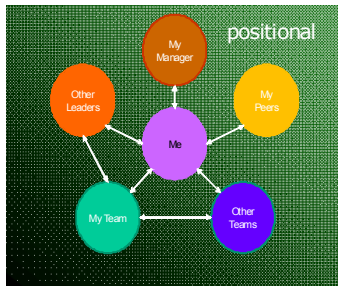 positional
My
Manager
Other
Leaders
My
Peers
Me
My Team
Other
Teams